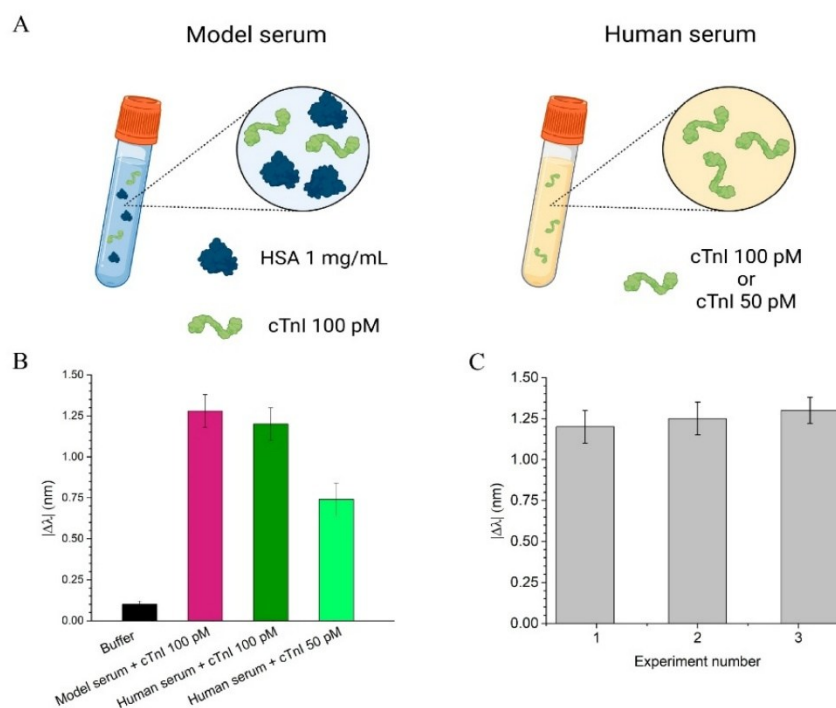 A
Model serum
Human serum
HSA 1 mg/mL
cTnI 100 pM
cTnI 100 pM
or
cTnI 50 pM
B
|Δλ| (nm)
1.50
1.25
1.00
0.75
0.50
0.25
0.00
Buffer
Model serum + cTnI 100 pM
Human serum + cTnI 100 pM
Human serum + cTnI 50 pM
C
|Δλ| (nm)
1.50
1.25
1.00
0.75
0.50
0.25
0.00
1 2 3
Experiment number